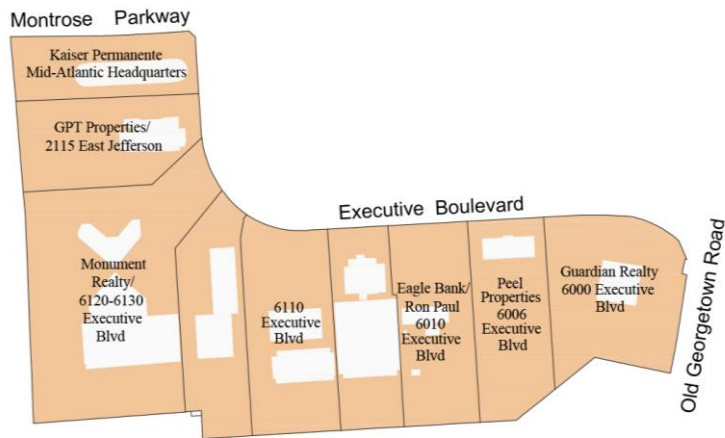 Montrose Parkway
Kaiser Permanente
Mid-Atlantic Headquarters
GPT Properties/
2115 East Jefferson
Executive Boulevard
Monument
Realty/
6120-6130
Executive
Blvd
6110
Executive
Blvd
Eagle Bank/
Ron Paul
6010
Executive
Blvd
Peel
Properties
6006
Executive
Blvd
Guardian Realty
6000 Executive
Blvd
Old Georgetown Road